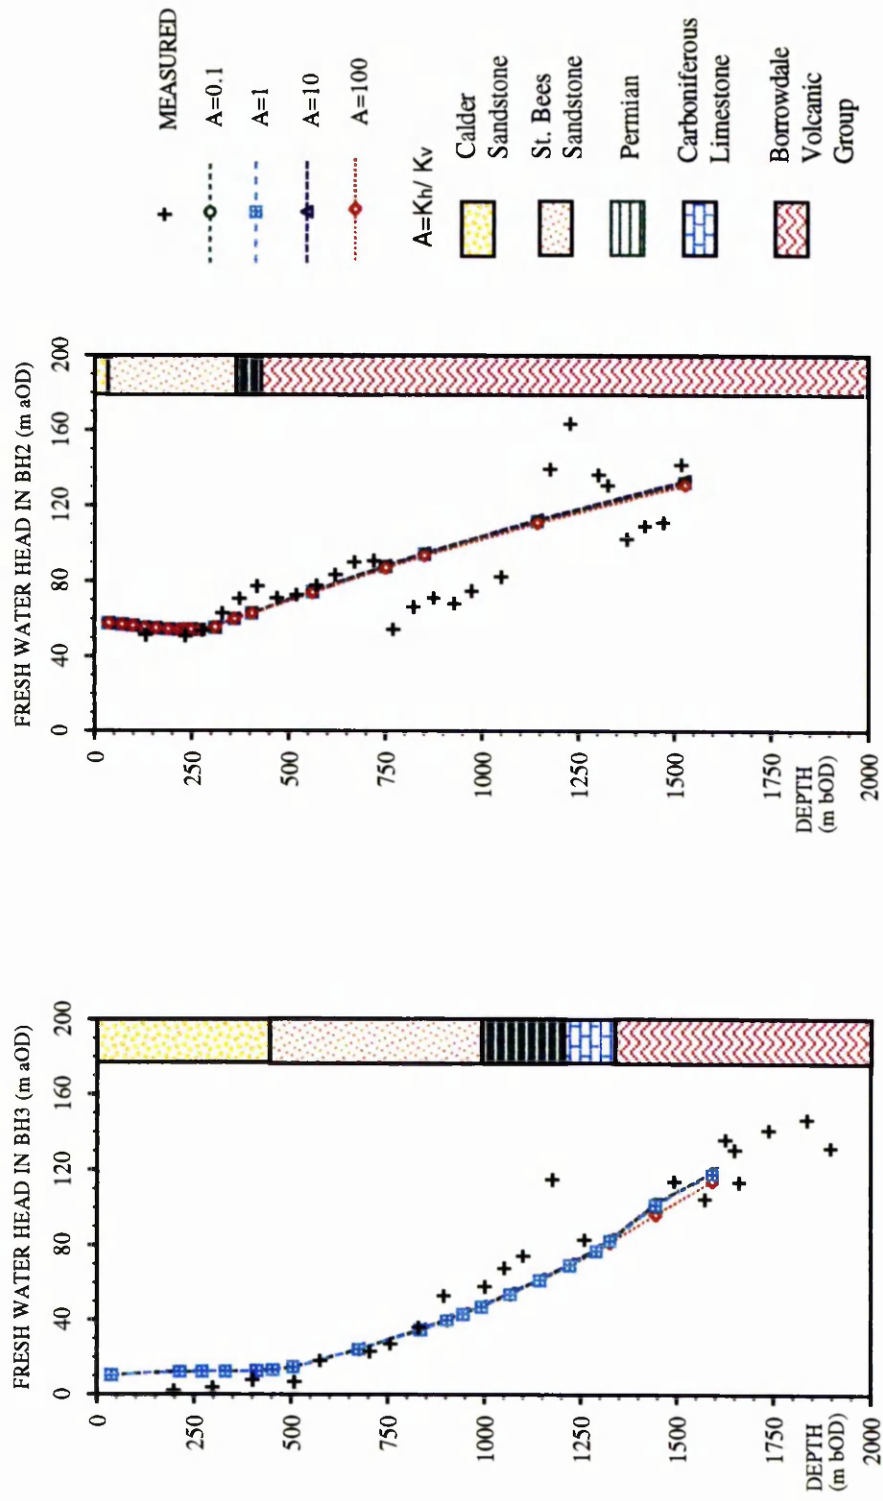 FRESH WATER HEAD IN BH3 (m aOD)
0
40
80
120
160
200
0
250
500
750
1000
1250
1500
1750
2000
DEPTH
(m bOD)
FRESH WATER HEAD IN BH2 (m aOD)
0
40
80
120
160
200
0
250
500
750
1000
1250
1500
1750
2000
DEPTH
(m bOD)
MEASURED
A=0.1
A=1
A=10
A=100
A=Kh/ Kv
Calder
Sandstone
St. Bees
Sandstone
Permian
Carboniferous
Limestone
Borrowdale
Volcanic
Group